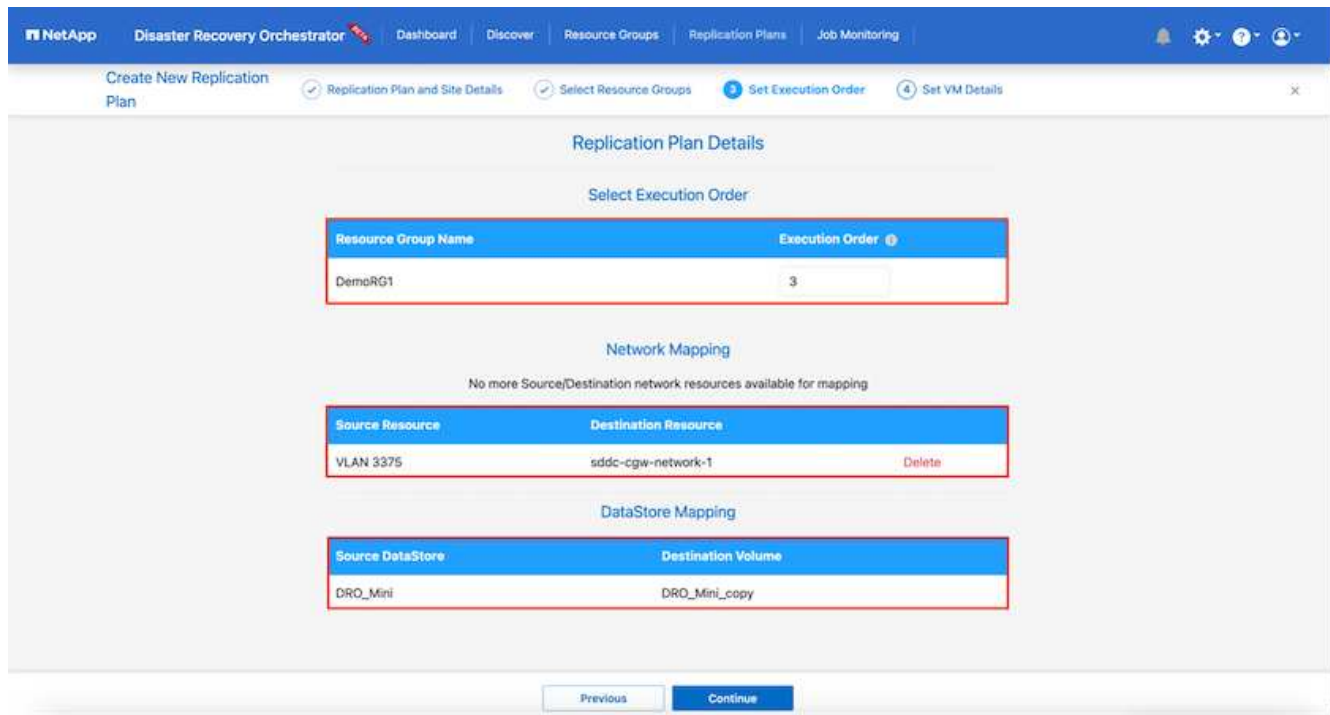 NetApp Disaster Recovery Orchestrator Dashboard Discover Resource Groups Replication Plans Job Monitoring
Create New Replication Plan
Replication Plan and Site Details Select Resource Groups 3 Set Execution Order 4 Set VM Details
Replication Plan Details
Select Execution Order
Resource Group Name Execution Order
DemoRG1 3
Network Mapping
No more Source/Destination network resources available for mapping
Source Resource Destination Resource
VLAN 3375 sddc-cgw-network-1 Delete
DataStore Mapping
Source DataStore Destination Volume
DRO_Mini DRO_Mini_copy
Previous Continue